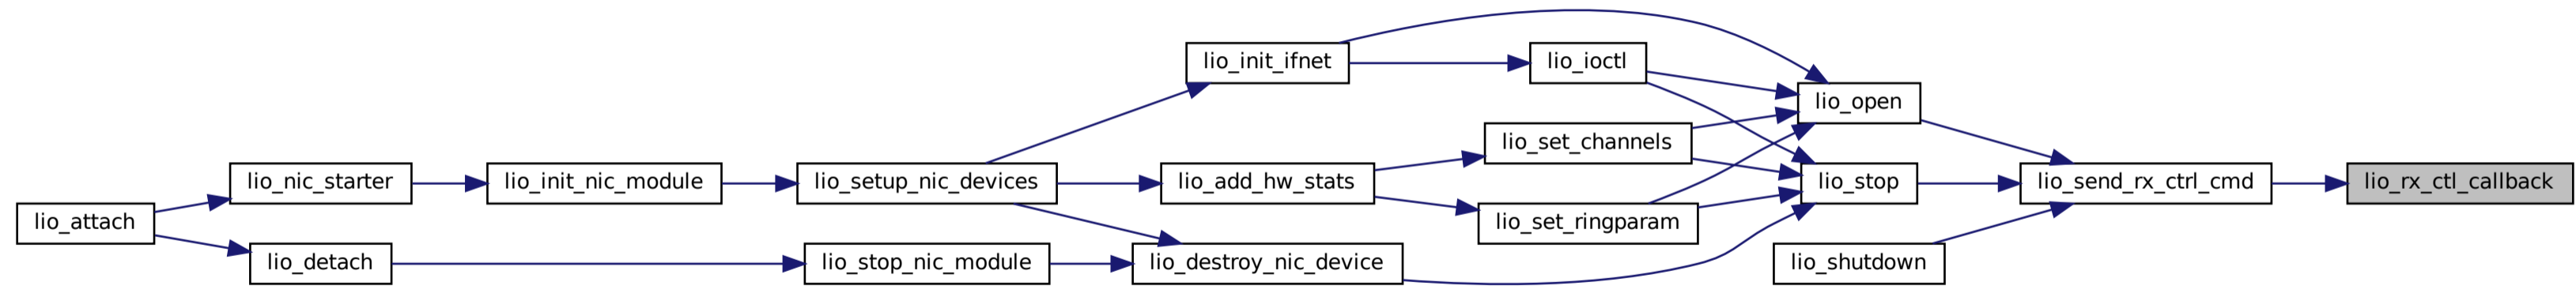 lio_init_ifnet
lio_ioctl
lio_open
lio_set_channels
lio_nic_starter
lio_init_nic_module
lio_setup_nic_devices
lio_add_hw_stats
lio_stop
lio_send_rx_ctrl_cmd
lio_rx_ctl_callback
lio_attach
lio_set_ringparam
lio_detach
lio_stop_nic_module
lio_destroy_nic_device
lio_shutdown